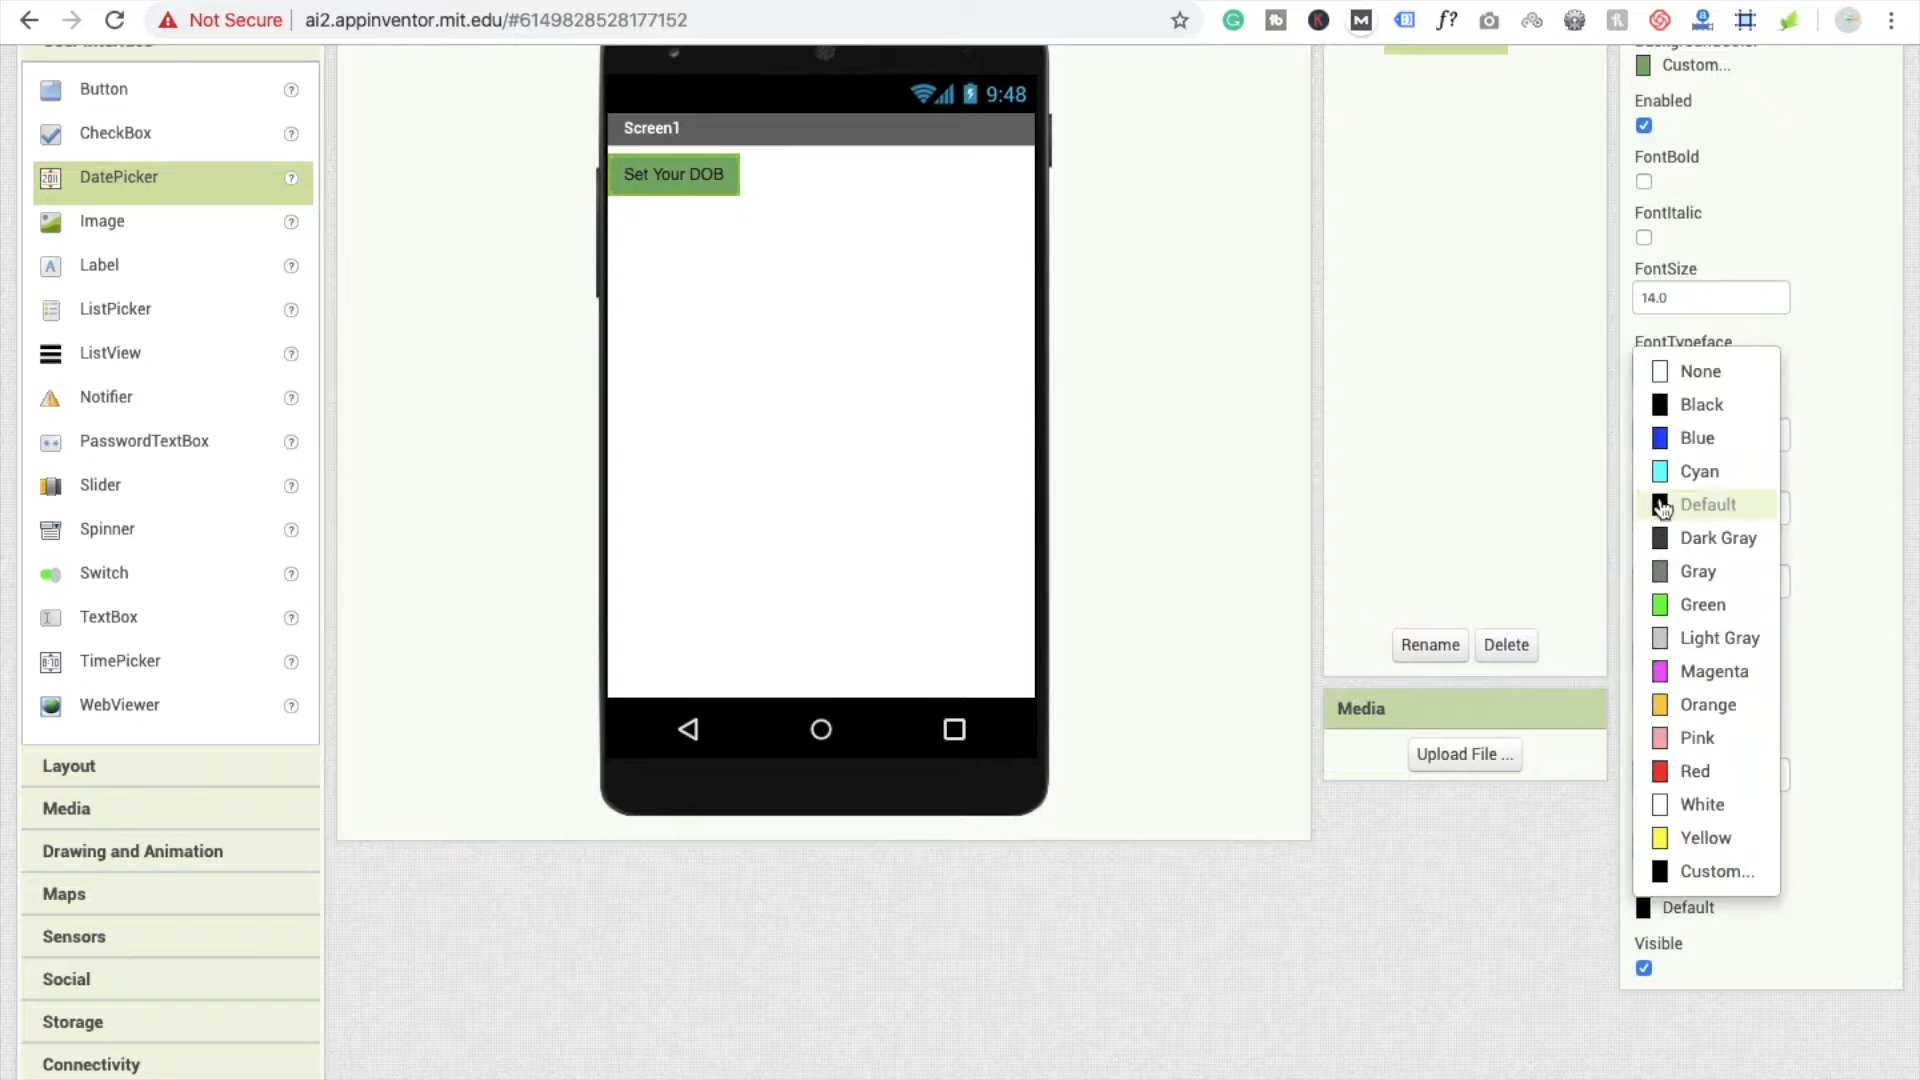 Not Secure
ai2.appinventor.mit.edu/#6149828528177152
Button
CheckBox
DatePicker
Image
Label
ListPicker
ListView
Notifier
PasswordTextBox
Slider
Spinner
Switch
TextBox
TimePicker
WebViewer
Layout
Media
Drawing and Animation
Maps
Sensors
Social
Storage
Connectivity
9:48
Screen1
Set Your DOB
Rename
Delete
Media
Upload File ...
BackgroundColor
Custom...
Enabled
FontBold
FontItalic
FontSize
14.0
FontTypeface
None
Black
Blue
Cyan
Default
Dark Gray
Gray
Green
Light Gray
Magenta
Orange
Pink
Red
White
Yellow
Custom...
Default
Visible